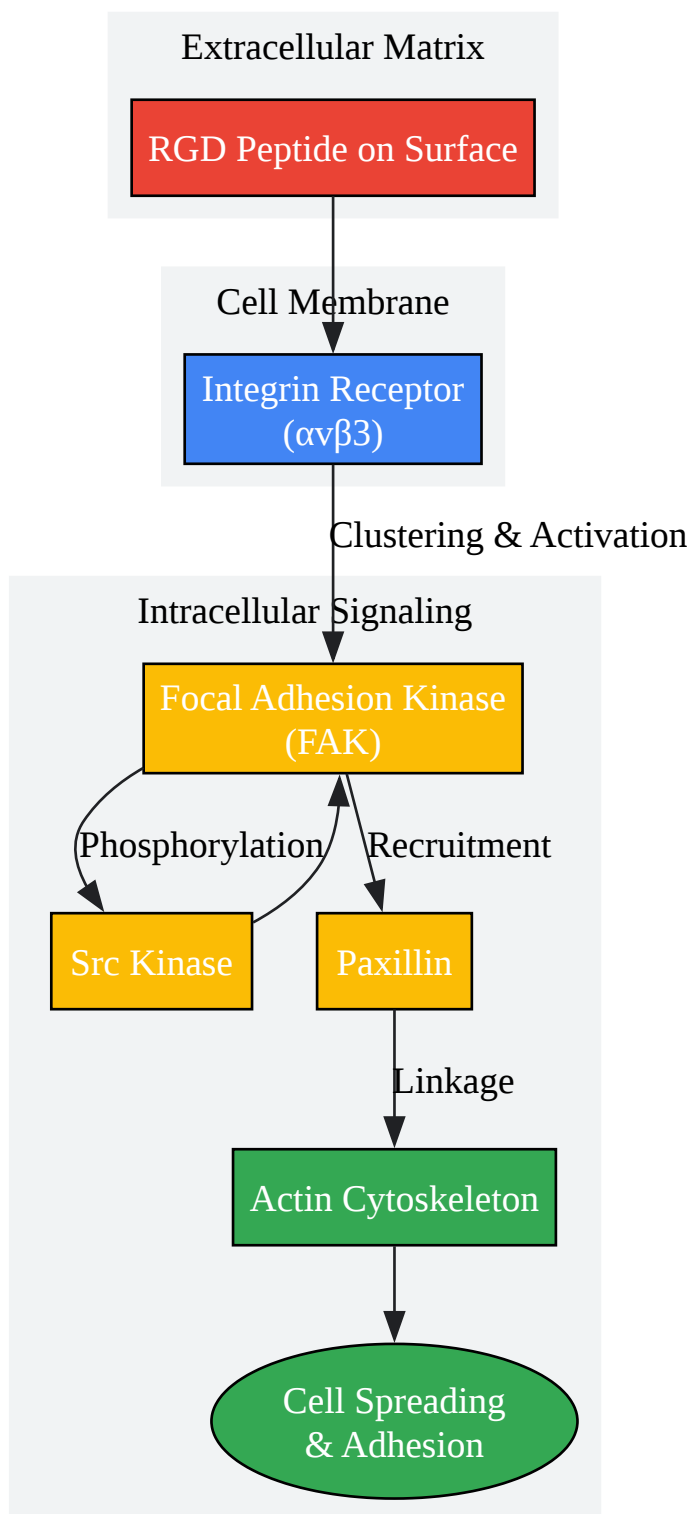 Extracellular Matrix
RGD Peptide on Surface
Cell Membrane
Integrin Receptor
(αvβ3)
Clustering & Activation
Intracellular Signaling
Focal Adhesion Kinase
(FAK)
Phosphorylation
Recruitment
Src Kinase
Paxillin
Linkage
Actin Cytoskeleton
Cell Spreading
& Adhesion